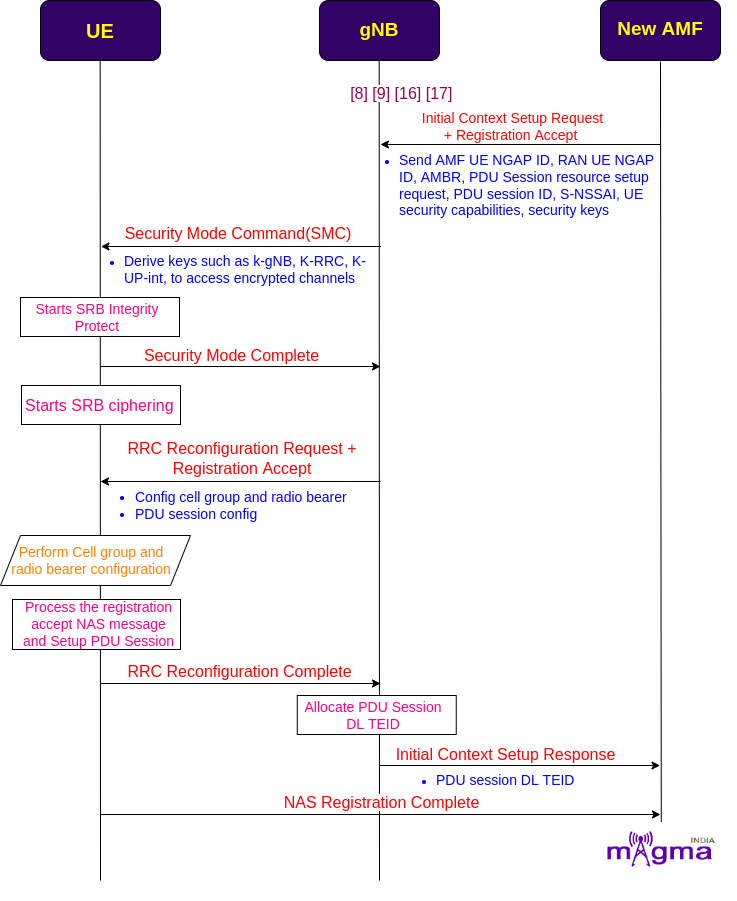 UE
gNB
New AMF
[8] [9] [16] [17]
Initial Context Setup Request
+ Registration Accept
Send AMF UE NGAP ID, RAN UE NGAP
ID, AMBR, PDU Session resource setup
request, PDU session ID, S-NSSAI, UE
security capabilities, security keys
Security Mode Command(SMC)
Derive keys such as k-gNB, K-RRC, K-
UP-int, to access encrypted channels
Starts SRB Integrity
Protect
Security Mode Complete
Starts SRB ciphering
RRC Reconfiguration Request +
Registration Accept
Config cell group and radio bearer
PDU session config
Perform Cell group and
radio bearer configuration
Process the registration
accept NAS message
and Setup PDU Session
RRC Reconfiguration Complete
Allocate PDU Session
DL TEID
Initial Context Setup Response
PDU session DL TEID
NAS Registration Complete
INDIA
magma